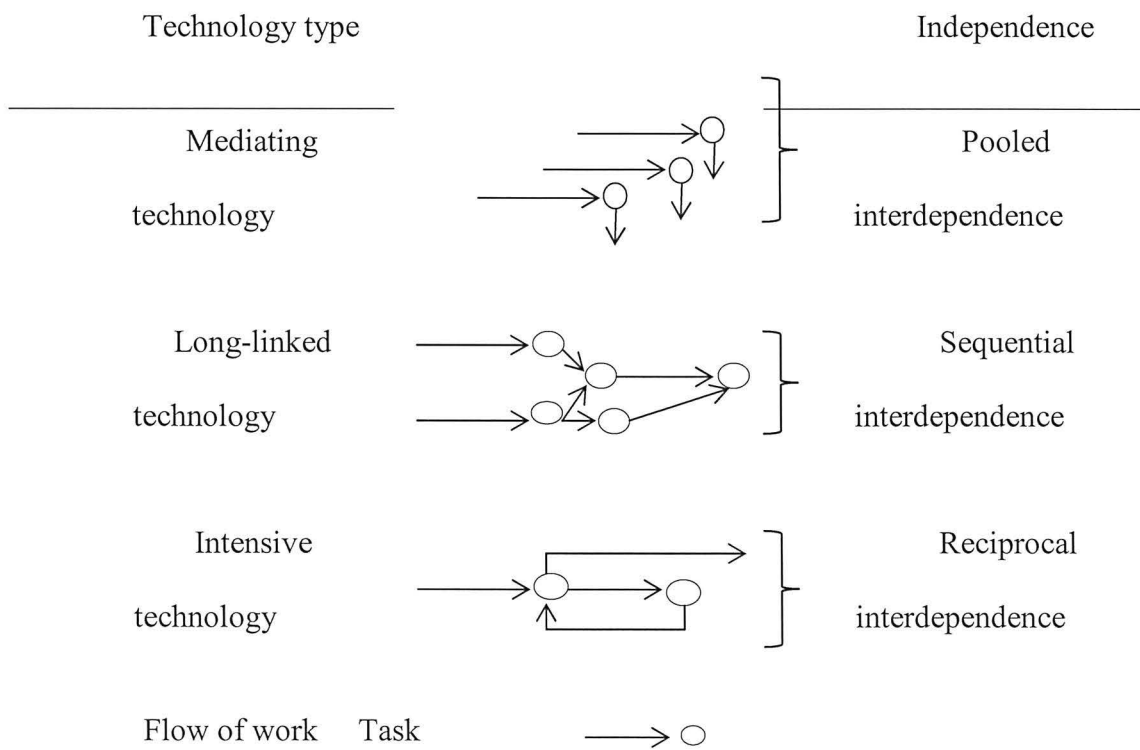 Technology type Independence
Mediating Pooled
technology interdependence
Long-linked Sequential
technology interdependence
Intensive Reciprocal
technology interdependence
Flow of work Task